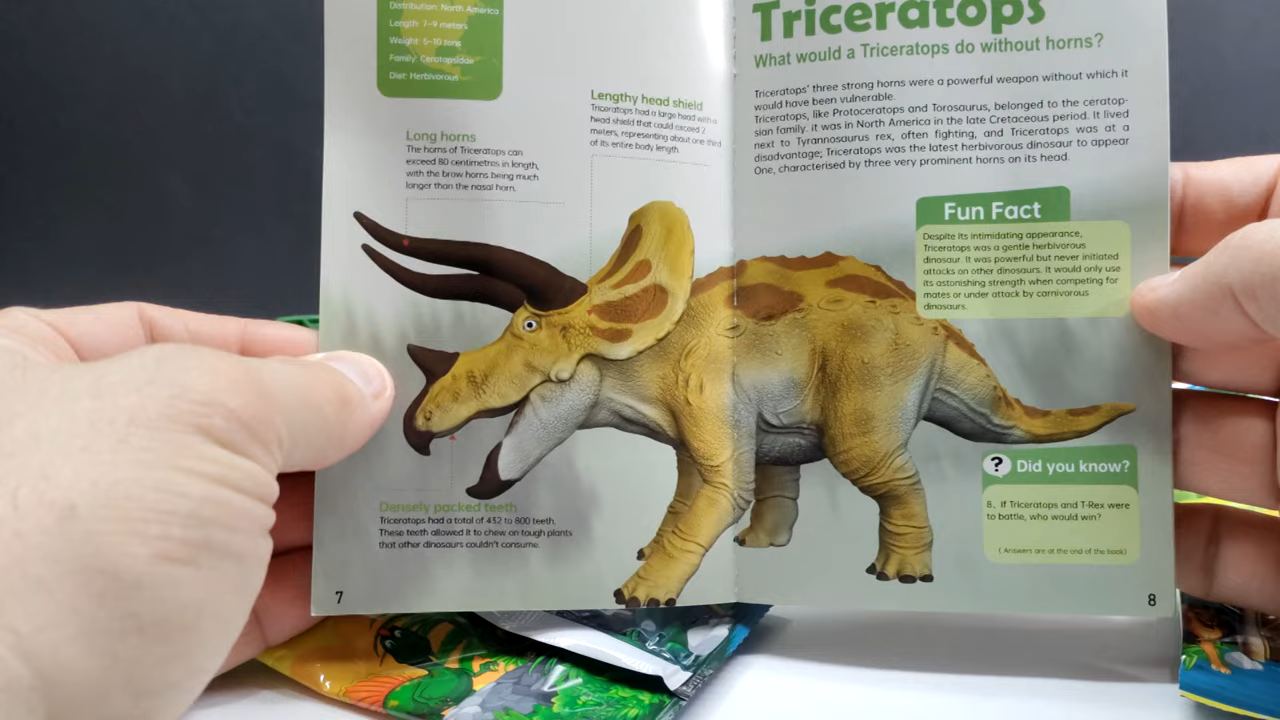 Distribution: North America
Length: 7-9 meters
Weight: 5-10 tons
Family: Ceratopsidae
Diet: Herbivorous
Long horns
The horns of Triceratops can
exceed 80 centimetres in length,
with the brow horns being much
longer than the nasal horn.
Lengthy head shield
Triceratops had a large head with a
head shield that could exceed 2
meters, representing about one third
of its entire body length.
Densely packed teeth
Triceratops had a total of 432 to 800 teeth.
These teeth allowed it to chew on tough plants
that other dinosaurs couldn't consume.
7
Triceratops
What would a Triceratops do without horns?
Triceratops' three strong horns were a powerful weapon without which it
would have been vulnerable.
Triceratops, like Protoceratops and Torosaurus, belonged to the ceratop-
sian family. it was in North America in the late Cretaceous period. It lived
next to Tyrannosaurus rex, often fighting, and Triceratops was at a
disadvantage; Triceratops was the latest herbivorous dinosaur to appear
One, characterised by three very prominent horns on its head.
Fun Fact
Despite its intimidating appearance,
Triceratops was a gentle herbivorous
dinosaur. It was powerful but never initiated
attacks on other dinosaurs. It would only use
its astonishing strength when competing for
mates or under attack by carnivorous
dinosaurs.
? Did you know?
8、If Triceratops and T-Rex were
to battle, who would win?
( Answers are at the end of the book)
8